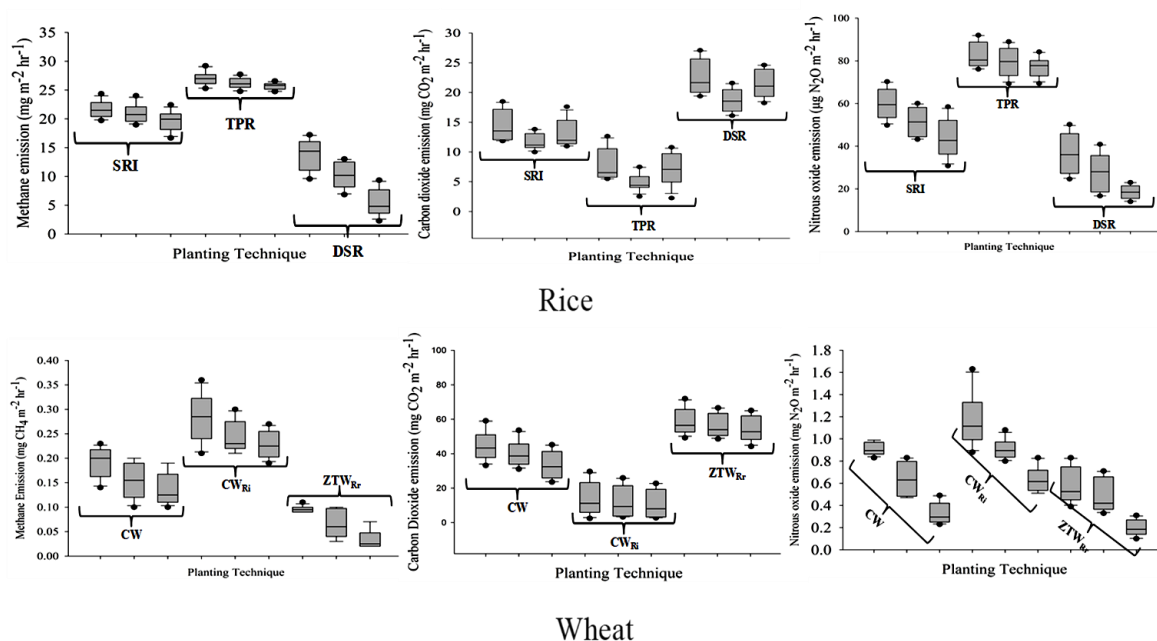 Methane emission (mg m-2 hr-1)
35
30
25
20
15
10
5
0
SRI
TPR
DSR
Planting Technique
Carbon dioxide emission (mg CO2 m-2 hr-1)
30
25
20
15
10
5
0
SRI
TPR
DSR
Planting Technique
Nitrous oxide emission (µg N2O m-2 hr-1)
100
80
60
40
20
0
SRI
TPR
DSR
Planting Technique
Rice
Methane Emission (mg CH4 m-2 hr-1)
0.40
0.35
0.30
0.25
0.20
0.15
0.10
0.05
0.00
CW
CWRi
ZTWRr
Planting Technique
Carbon Dioxide emission (mg CO2 m-2 hr-1)
100
80
60
40
20
0
CW
CWRi
ZTWRr
Planting Technique
Nitrous oxide emission (mg N2O m-2 hr-1)
1.8
1.6
1.4
1.2
1.0
0.8
0.6
0.4
0.2
0.0
CW
CWRi
ZTWRr
Planting Technique
Wheat